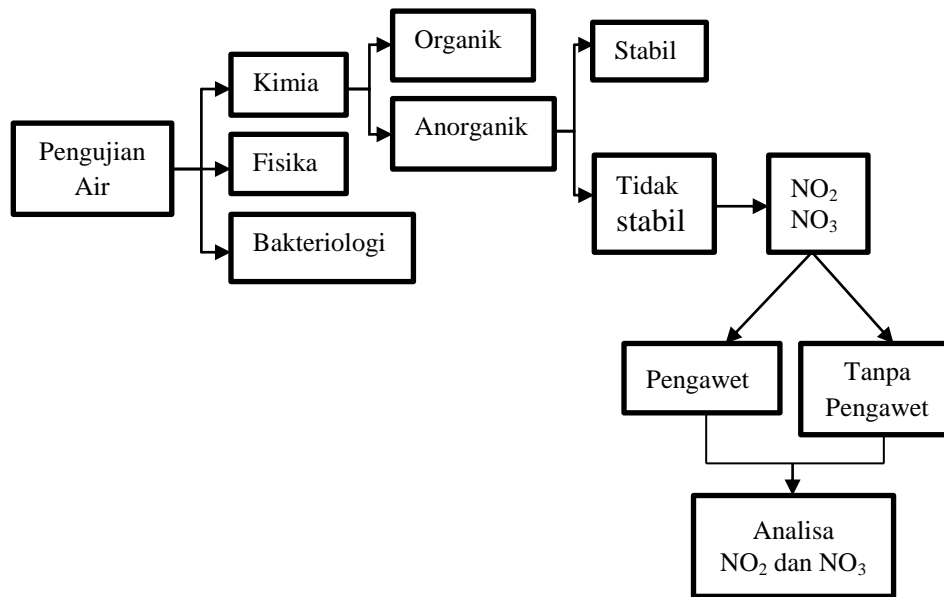 Organik
Stabil
Kimia
Anorganik
Pengujian
Air
Fisika
Tidak
stabil
NO₂
NO₃
Bakteriologi
Pengawet
Tanpa
Pengawet
Analisa
NO₂ dan NO₃